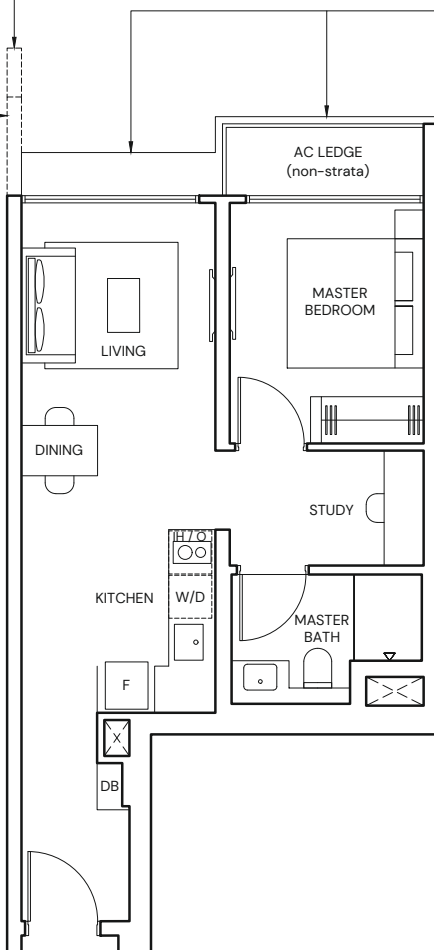 AC LEDGE
(non-strata)
MASTER
BEDROOM
LIVING
DINING
STUDY
H / O
KITCHEN
W/D
MASTER
BATH
F
X
DB